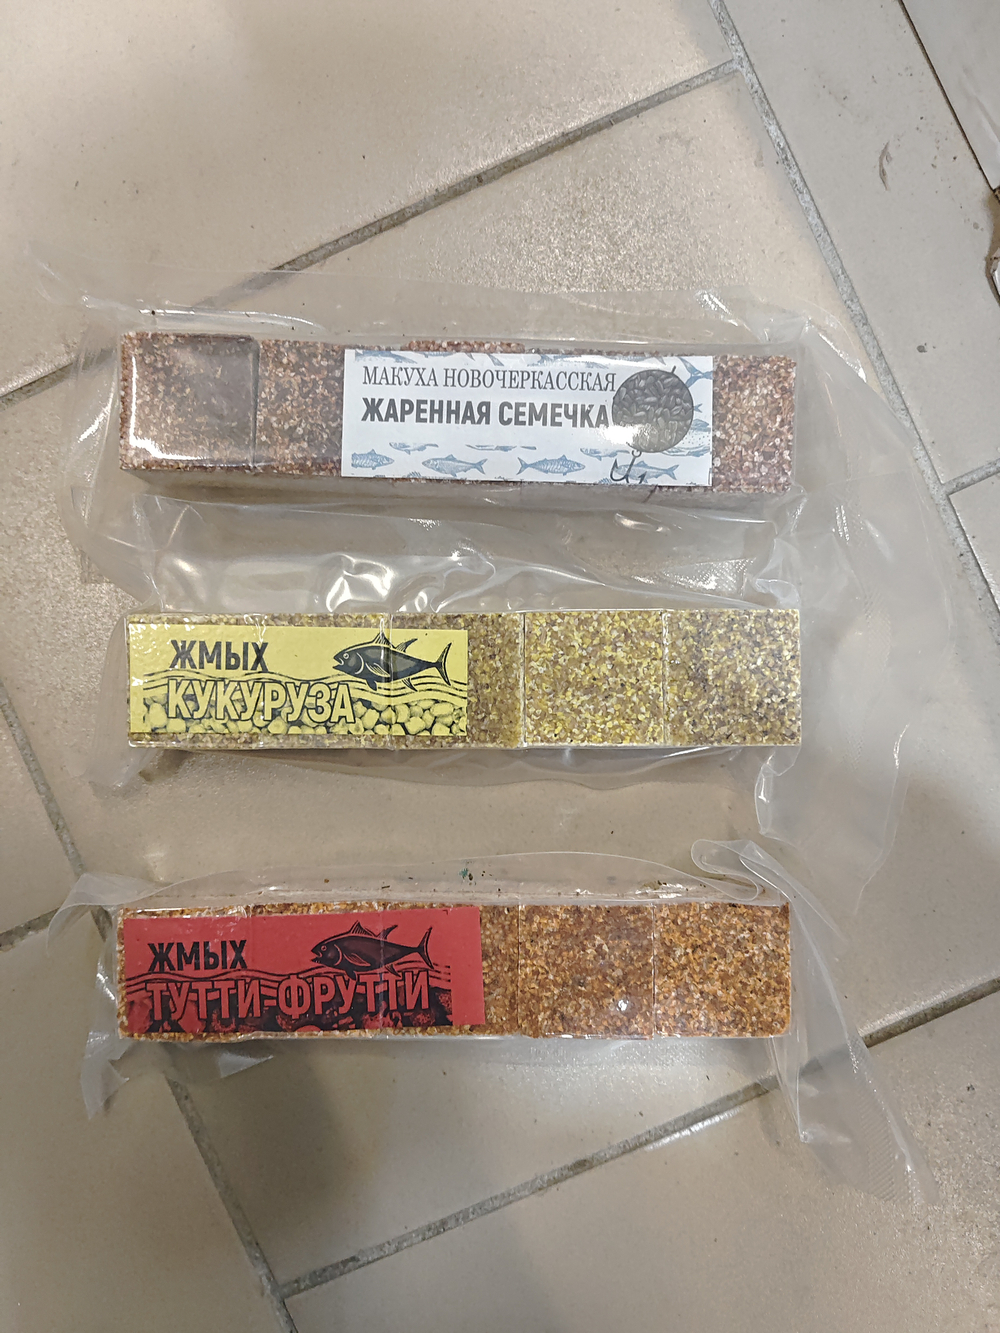 МАКУХА НОВОЧЕРКАССКАЯ
ЖАРЕННАЯ СЕМЕЧКА
ЖМЫХ
КУКУРУЗА
ЖМЫХ
ТУТТИ-ФРУТТИ